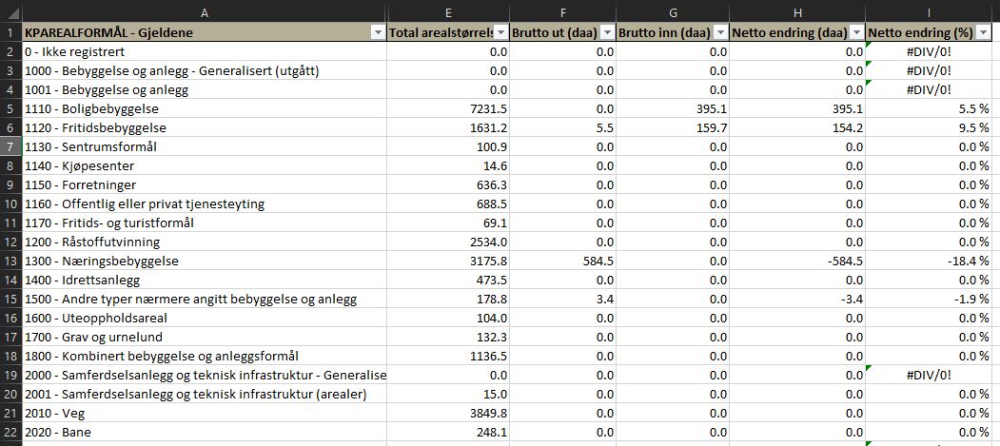 A E F G H I
1 KPAREALFORMÅL - Gjeldene Total arealstørrels Brutto ut (daa) Brutto inn (daa) Netto endring (daa) Netto endring (%)
2 0 - Ikke registrert 0.0 0.0 0.0 0.0 #DIV/0!
3 1000 - Bebyggelse og anlegg - Generalisert (utgått) 0.0 0.0 0.0 0.0 #DIV/0!
4 1001 - Bebyggelse og anlegg 0.0 0.0 0.0 0.0 #DIV/0!
5 1110 - Boligbebyggelse 7231.5 0.0 395.1 395.1 5.5 %
6 1120 - Fritidsbebyggelse 1631.2 5.5 159.7 154.2 9.5 %
7 1130 - Sentrumsformål 100.9 0.0 0.0 0.0 0.0 %
8 1140 - Kjøpesenter 14.6 0.0 0.0 0.0 0.0 %
9 1150 - Forretninger 636.3 0.0 0.0 0.0 0.0 %
10 1160 - Offentlig eller privat tjenesteyting 688.5 0.0 0.0 0.0 0.0 %
11 1170 - Fritids- og turistformål 69.1 0.0 0.0 0.0 0.0 %
12 1200 - Råstoffutvinning 2534.0 0.0 0.0 0.0 0.0 %
13 1300 - Næringsbebyggelse 3175.8 584.5 0.0 -584.5 -18.4 %
14 1400 - Idrettsanlegg 473.5 0.0 0.0 0.0 0.0 %
15 1500 - Andre typer nærmere angitt bebyggelse og anlegg 178.8 3.4 0.0 -3.4 -1.9 %
16 1600 - Uteoppholdsareal 104.0 0.0 0.0 0.0 0.0 %
17 1700 - Grav og urnelund 132.3 0.0 0.0 0.0 0.0 %
18 1800 - Kombinert bebyggelse og anleggsformål 1136.5 0.0 0.0 0.0 0.0 %
19 2000 - Samferdselsanlegg og teknisk infrastruktur - Generalise 0.0 0.0 0.0 0.0 #DIV/0!
20 2001 - Samferdselsanlegg og teknisk infrastruktur (arealer) 15.0 0.0 0.0 0.0 0.0 %
21 2010 - Veg 3849.8 0.0 0.0 0.0 0.0 %
22 2020 - Bane 248.1 0.0 0.0 0.0 0.0 %